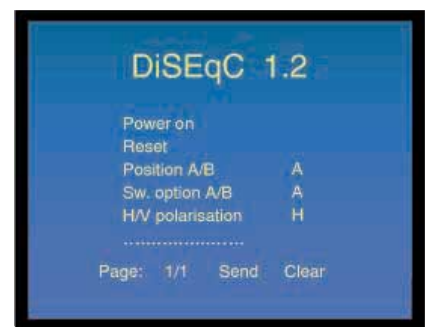 DiSEqC 1.2
Power on
Reset
Position A/B A
Sw. option A/B A
H/V polarisation H
......................
Page: 1/1 Send Clear